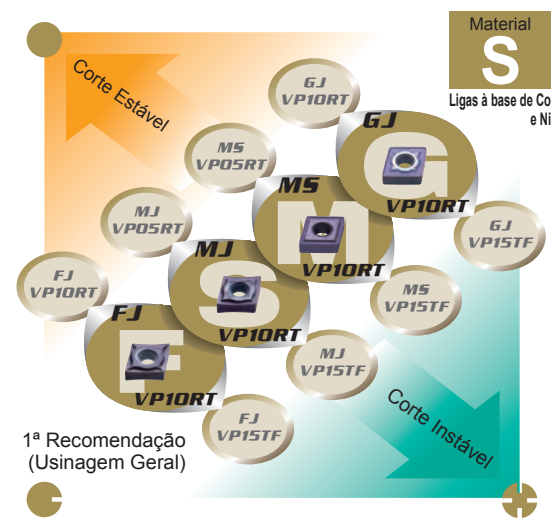 Material
S
Ligas à base de Co
e Ni
Corte Estável
GJ
VP10RT
GJ
G
VP10RT
MS
VP05RT
MS
M
VP10RT
GJ
VP15TF
MJ
VP05RT
MJ
S
VP10RT
MS
VP15TF
FJ
VP10RT
FJ
F
VP10RT
MJ
VP15TF
FJ
VP15TF
Corte Instável
1ª Recomendação
(Usinagem Geral)